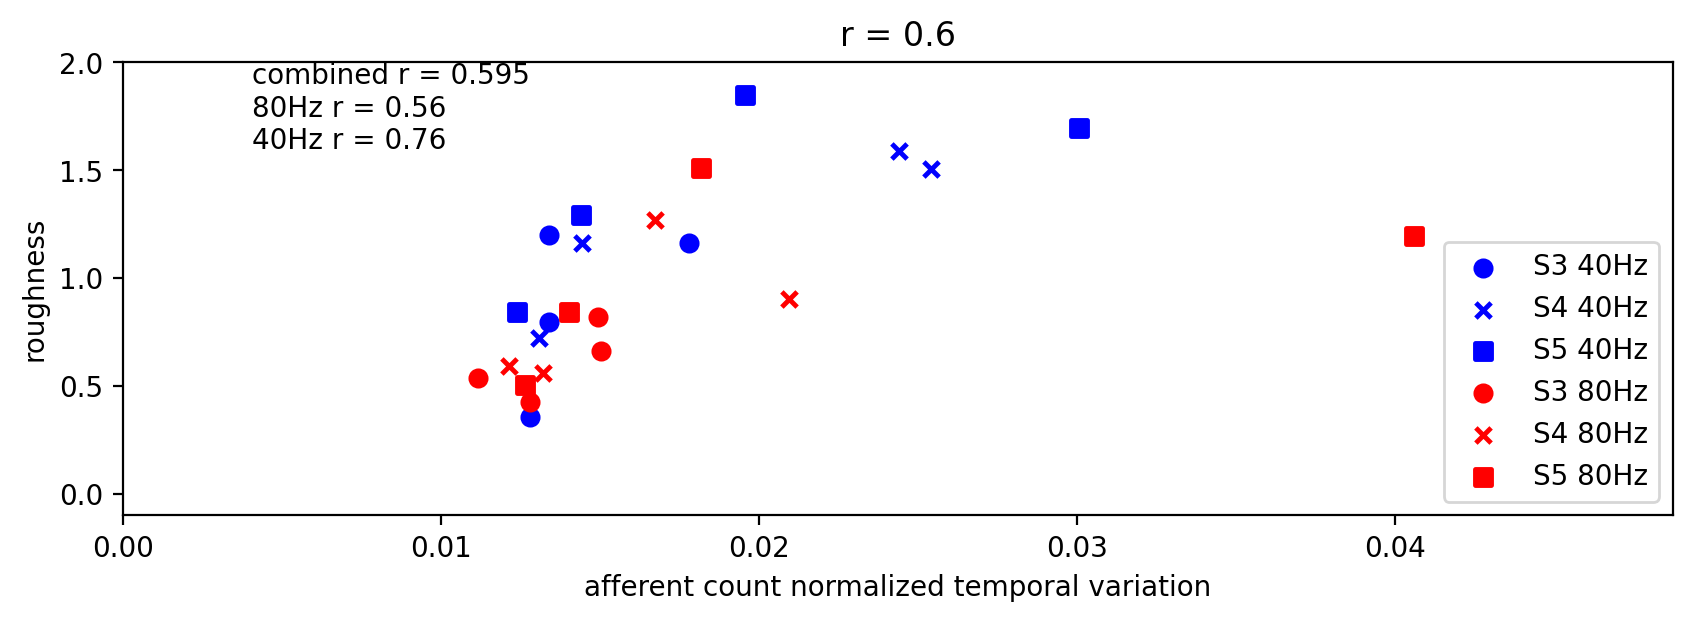 r = 0.6
combined r = 0.595
80Hz r = 0.56
40Hz r = 0.76
2.0
1.5
1.0
0.5
0.0
roughness
S3 40Hz
S4 40Hz
S5 40Hz
S3 80Hz
S4 80Hz
S5 80Hz
0.00 0.01 0.02 0.03 0.04
afferent count normalized temporal variation